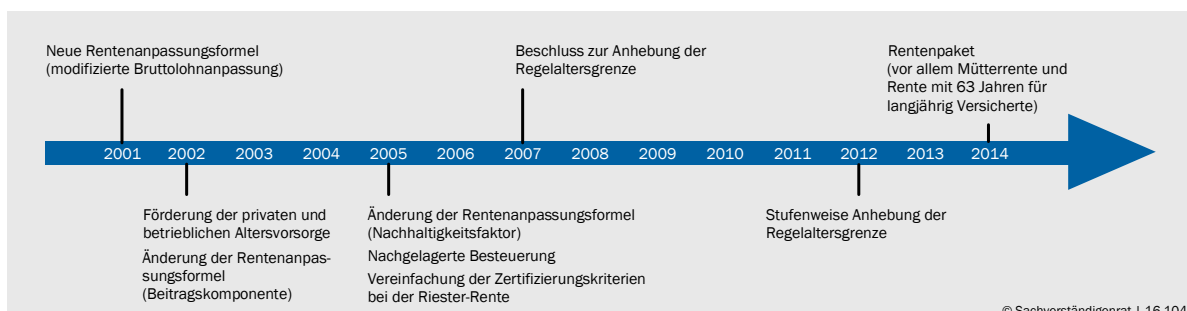 Neue Rentenanpassungsformel
(modifizierte Bruttolohnanpassung)
Beschluss zur Anhebung der
Regelaltersgrenze
Rentenpaket
(vor allem Mütterrente und
Rente mit 63 Jahren für
langjährig Versicherte)
2001 2002 2003 2004 2005 2006 2007 2008 2009 2010 2011 2012 2013 2014
Förderung der privaten und
betrieblichen Altersvorsorge
Änderung der Rentenanpas-
sungsformel
(Beitragskomponente)
Änderung der Rentenanpassungsformel
(Nachhaltigkeitsfaktor)
Nachgelagerte Besteuerung
Vereinfachung der Zertifizierungskriterien
bei der Riester-Rente
Stufenweise Anhebung der
Regelaltersgrenze
© Sachverständigenrat | 16-104